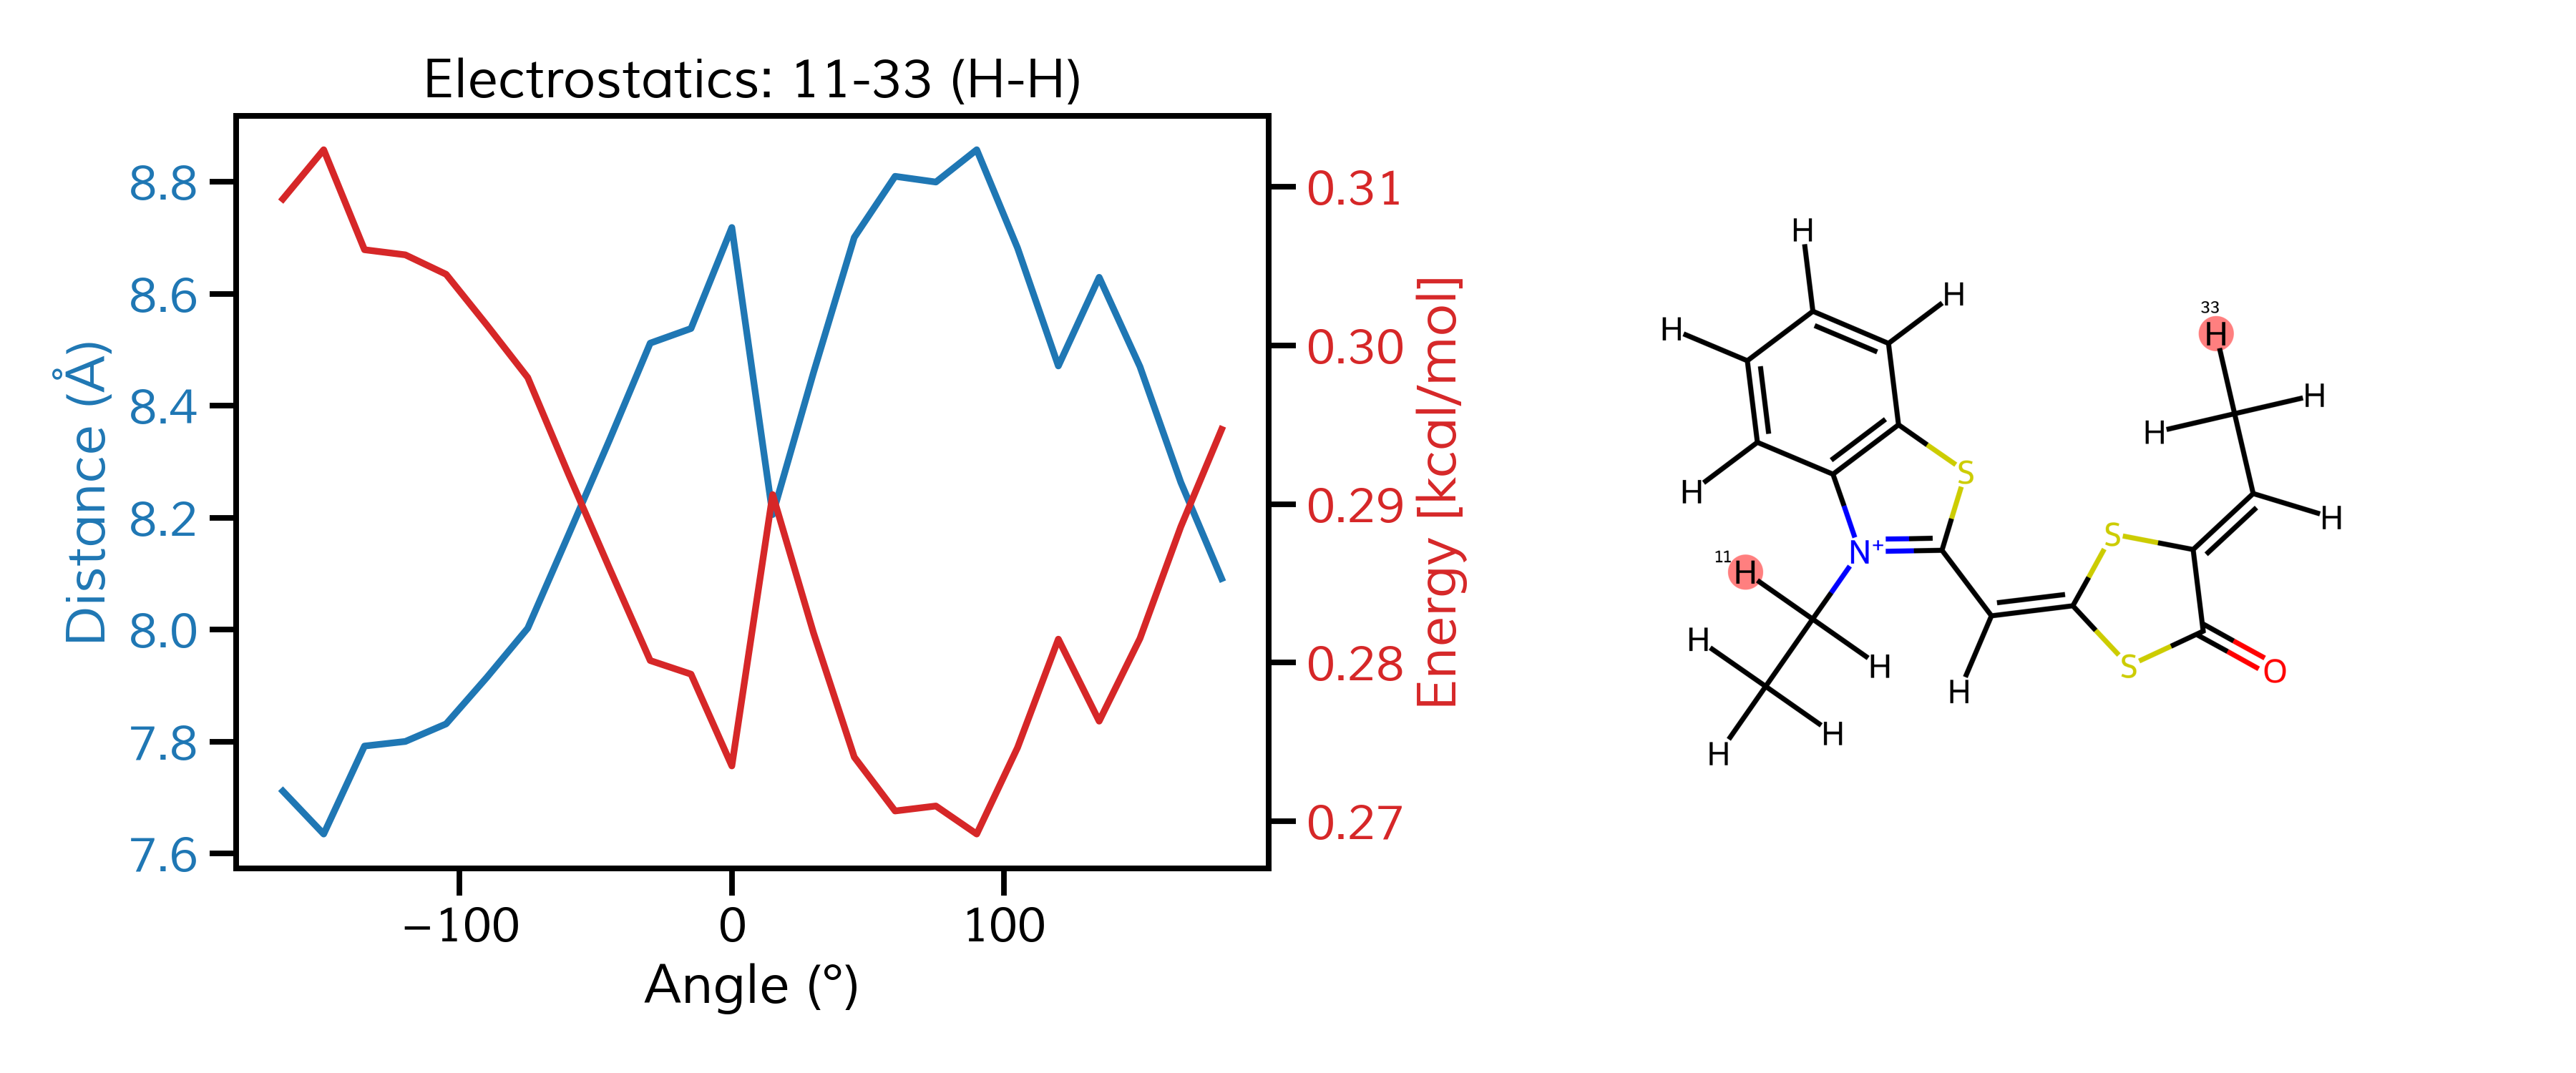 Electrostatics: 11-33 (H-H)
8.8
8.6
8.4
8.2
8.0
7.8
7.6
Distance (Å)
0.31
0.30
0.29
0.28
0.27
Energy [kcal/mol]
−100
0
100
Angle (°)
H
H
H
33
H
H
H
H
S
H
H
S
N+
11
H
H
H
S
O
H
H
H